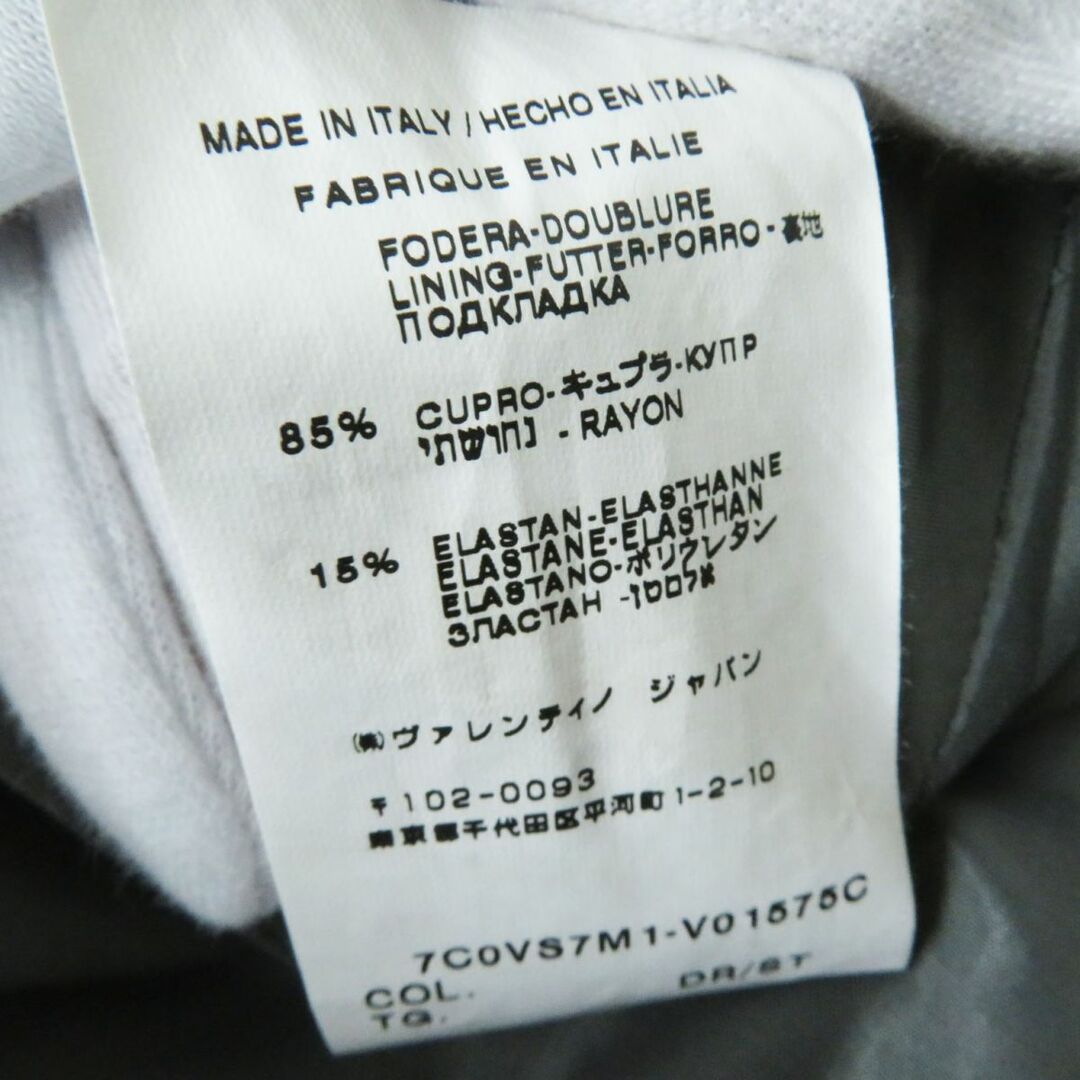 MADE IN ITALY / HECHO EN ITALIA
FABRIQUE EN ITALIE
FODERA-DOUBLURE
LINING-FUTTER-FORRO-裏地
ПОДКЛАДКА
85% CUPRO-キュプラ-КУПР
נחושתי - RAYON
ELASTAN-ELASTHANNE
15% ELASTANE-ELASTHAN
ELASTANO-ポリウレタン
ЗЛАСТАН -אלסטן
(株)ヴァレンティノ ジャパン
〒102-0093
東京都千代田区平河町1-2-10
7C0VS7M1-V01575C
COL. DR/ST
TG.